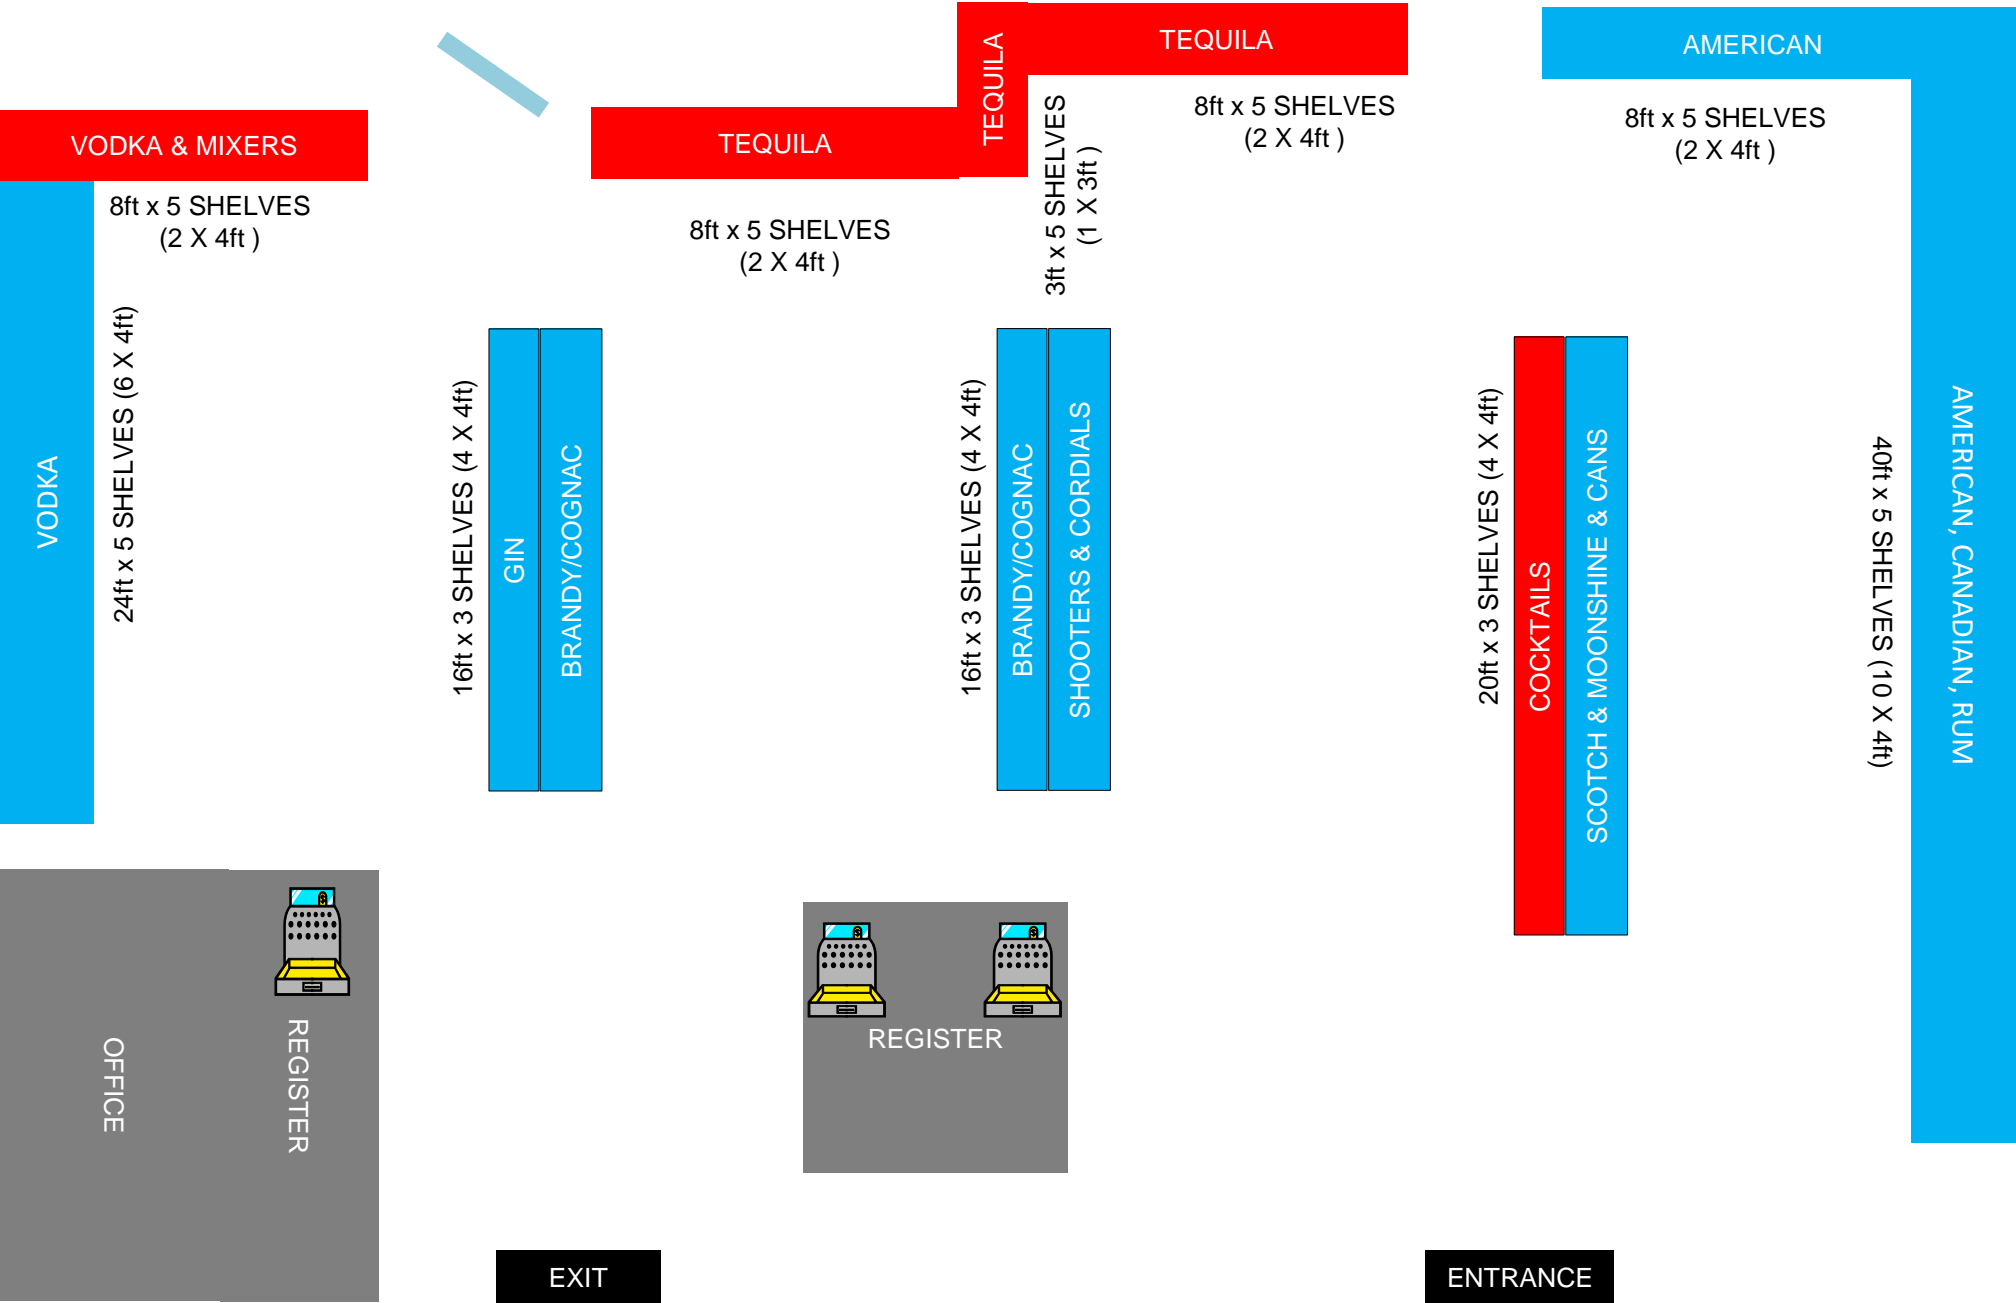 TEQUILA
TEQUILA
AMERICAN
8ft x 5 SHELVES
(2 X 4ft )
8ft x 5 SHELVES
(2 X 4ft )
VODKA & MIXERS
TEQUILA
3ft x 5 SHELVES
(1 X 3ft )
8ft x 5 SHELVES
(2 X 4ft )
8ft x 5 SHELVES
(2 X 4ft )
VODKA
24ft x 5 SHELVES (6 X 4ft)
16ft x 3 SHELVES (4 X 4ft)
GIN
BRANDY/COGNAC
16ft x 3 SHELVES (4 X 4ft)
BRANDY/COGNAC
SHOOTERS & CORDIALS
20ft x 3 SHELVES (4 X 4ft)
COCKTAILS
SCOTCH & MOONSHINE & CANS
40ft x 5 SHELVES (10 X 4ft)
AMERICAN, CANADIAN, RUM
OFFICE
REGISTER
REGISTER
EXIT
ENTRANCE